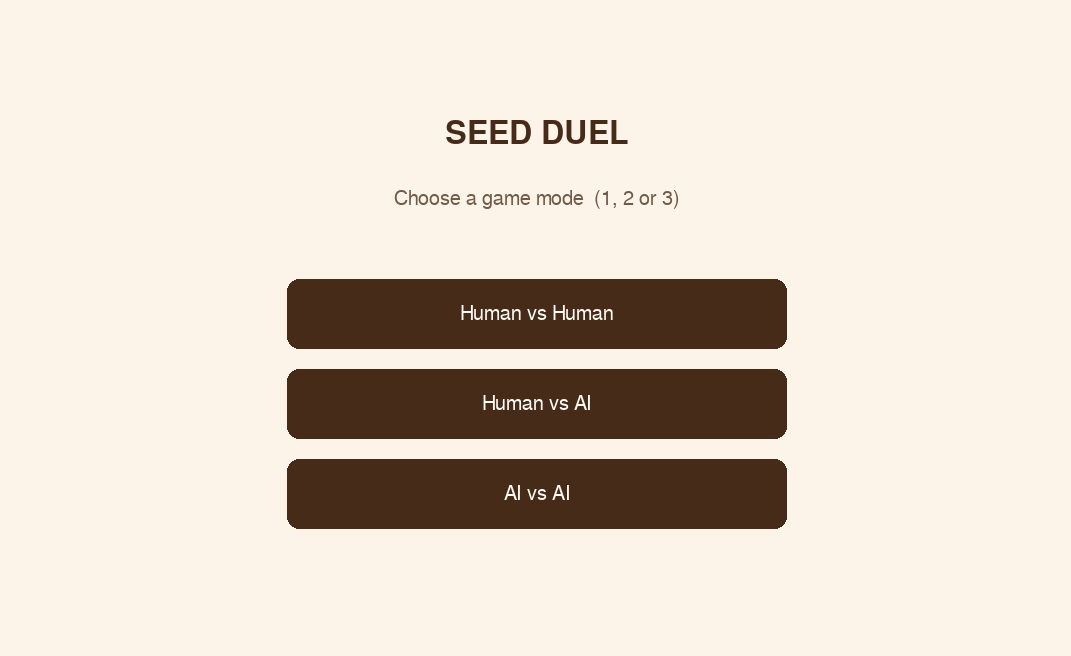 SEED DUEL
Choose a game mode  (1, 2 or 3)
Human vs Human
Human vs AI
AI vs AI